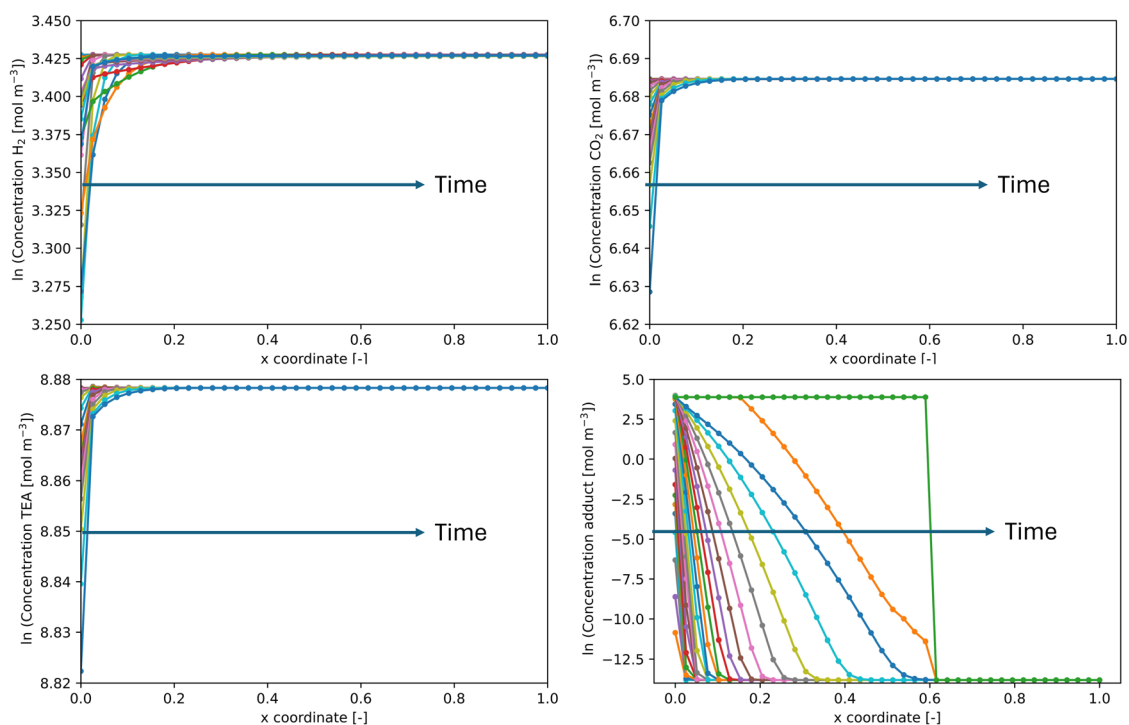 3.450
3.425
3.400
3.375
3.350
3.325
3.300
3.275
3.250
ln (Concentration H₂ [mol m⁻³])
Time
0.0 0.2 0.4 0.6 0.8 1.0
x coordinate [-]
6.70
6.69
6.68
6.67
6.66
6.65
6.64
6.63
6.62
ln (Concentration CO₂ [mol m⁻³])
Time
0.0 0.2 0.4 0.6 0.8 1.0
x coordinate [-]
8.88
8.87
8.86
8.85
8.84
8.83
8.82
ln (Concentration TEA [mol m⁻³])
Time
0.0 0.2 0.4 0.6 0.8 1.0
x coordinate [-]
5.0
2.5
0.0
−2.5
−5.0
−7.5
−10.0
−12.5
ln (Concentration adduct [mol m⁻³])
Time
0.0 0.2 0.4 0.6 0.8 1.0
x coordinate [-]